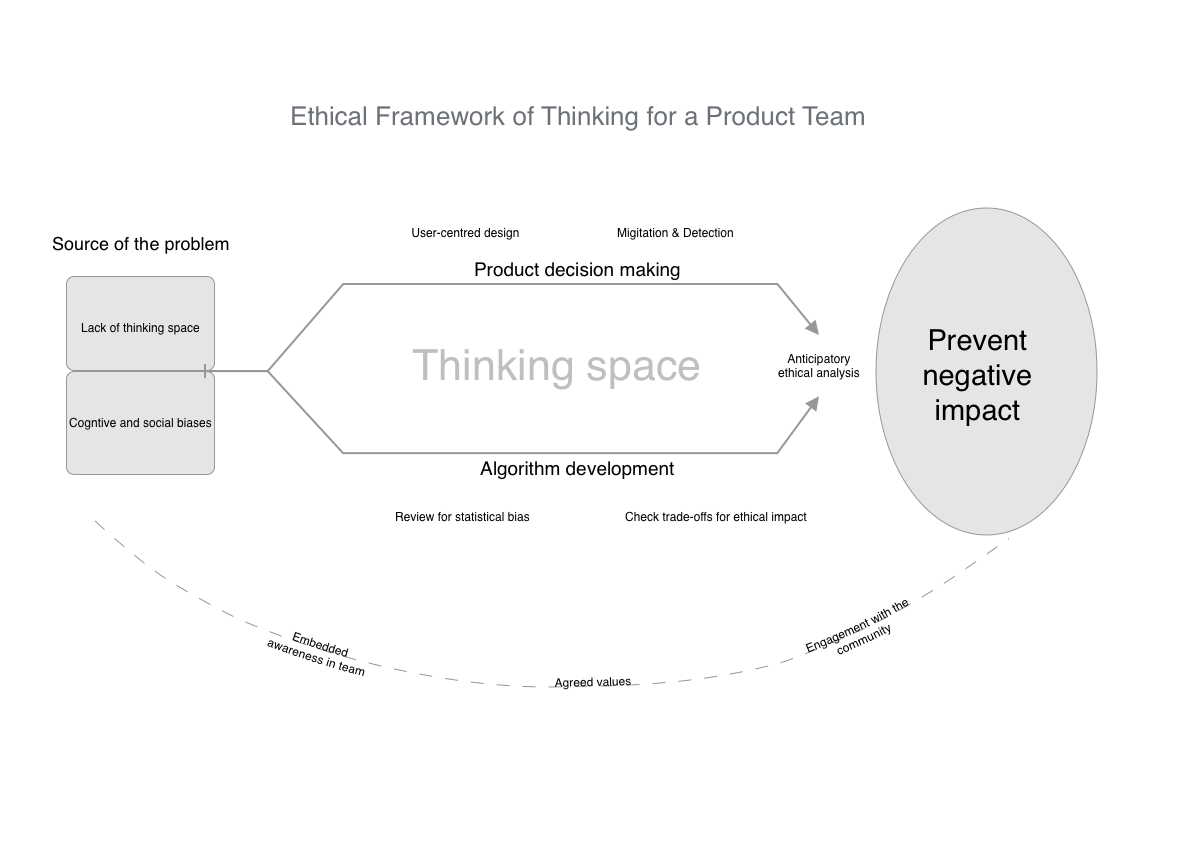 Ethical Framework of Thinking for a Product Team
Source of the problem
Lack of thinking space
Cogntive and social biases
User-centred design
Migitation & Detection
Product decision making
Thinking space
Anticipatory
ethical analysis
Algorithm development
Review for statistical bias
Check trade-offs for ethical impact
Prevent
negative
impact
Embedded
awareness in team
Agreed values
Engagement with the
community